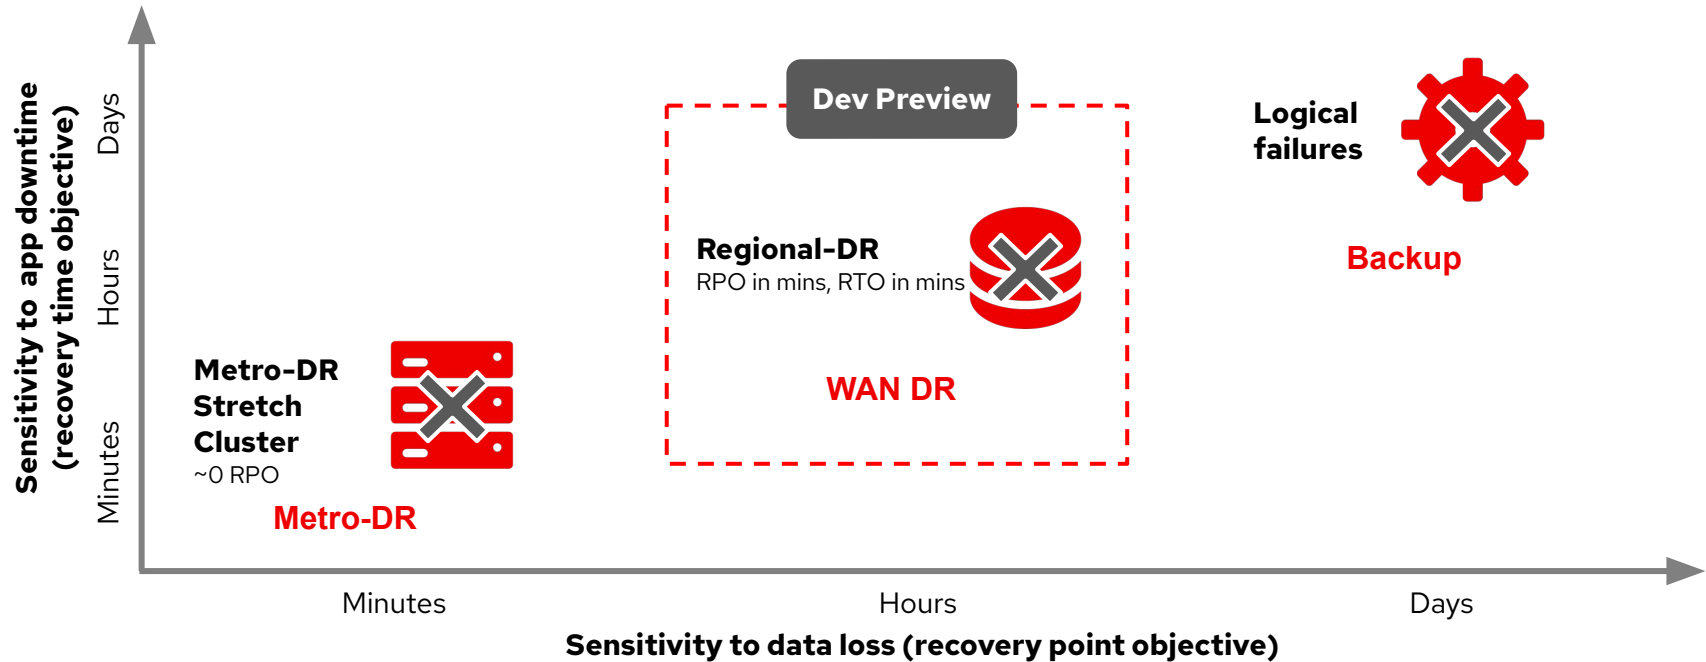 Sensitivity to app downtime
(recovery time objective)
Days
Hours
Minutes
Dev Preview
Logical
failures
Backup
Regional-DR
RPO in mins, RTO in mins
WAN DR
Metro-DR
Stretch
Cluster
~0 RPO
Metro-DR
Minutes
Hours
Days
Sensitivity to data loss (recovery point objective)